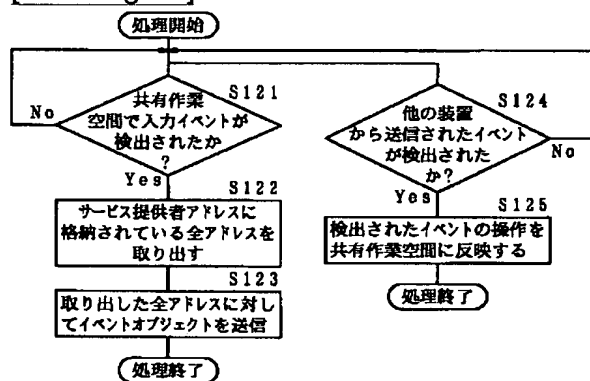 処理開始
S121
共有作業
空間で入力イベントが
検出されたか
?
No
Yes
S122
サービス提供者アドレスに
格納されている全アドレスを
取り出す
S123
取り出した全アドレスに対し
てイベントオブジェクトを送信
処理終了
S124
他の装置
から送信されたイベント
が検出された
か?
No
Yes
S125
検出されたイベントの操作を
共有作業空間に反映する
処理終了